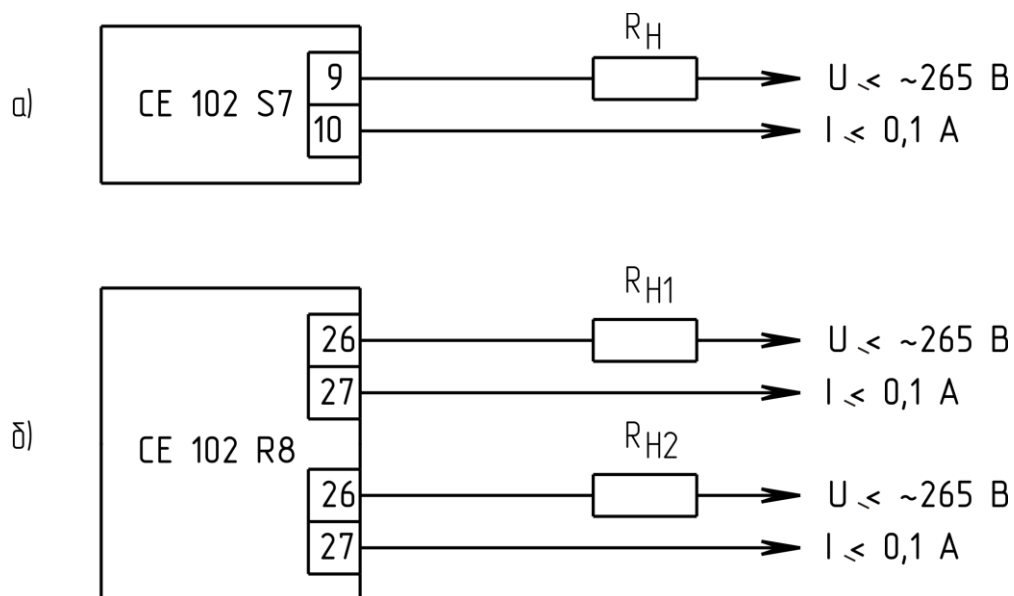 а)
CE 102 S7
9
10
R_H
U ⩽ ~265 В
I ⩽ 0,1 А
б)
CE 102 R8
26
27
R_H1
U ⩽ ~265 В
I ⩽ 0,1 А
26
27
R_H2
U ⩽ ~265 В
I ⩽ 0,1 А